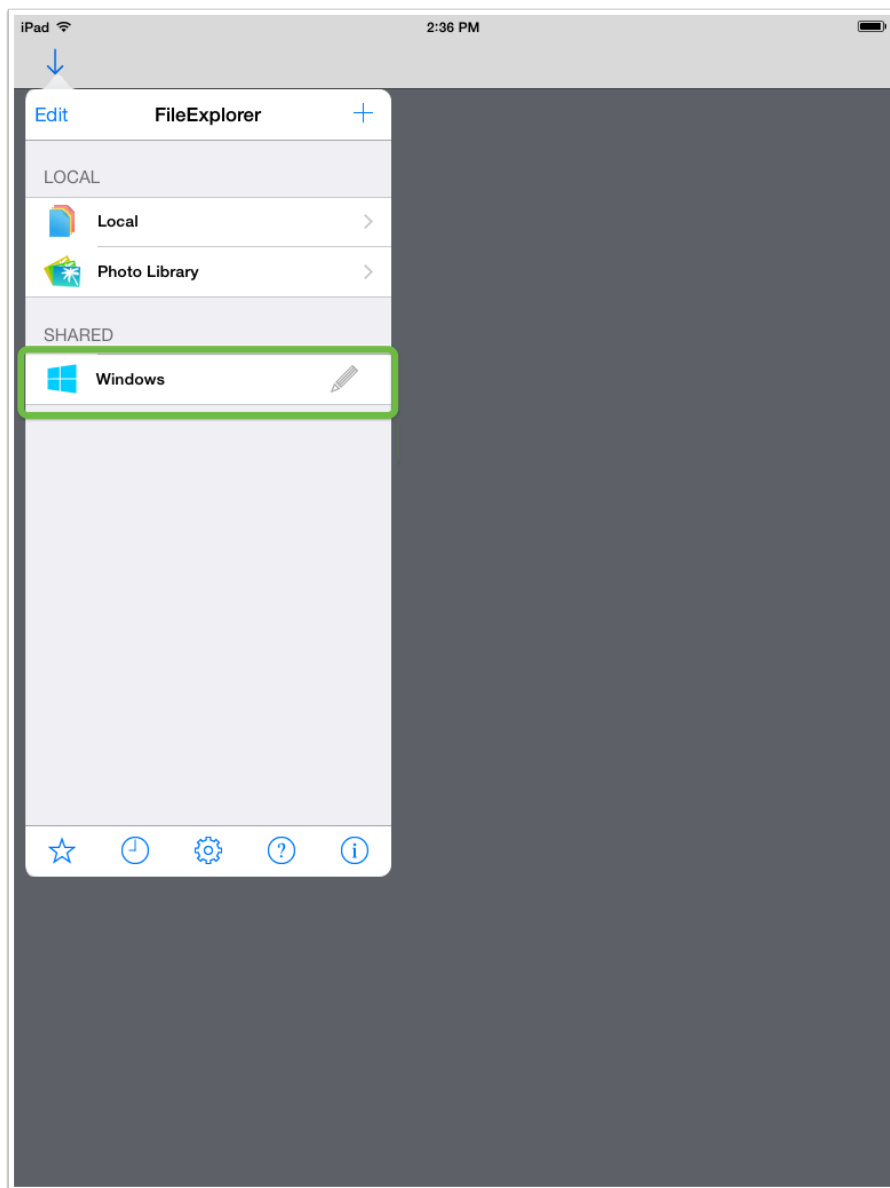 iPad 2:36 PM
Edit FileExplorer
LOCAL
Local
Photo Library
SHARED
Windows